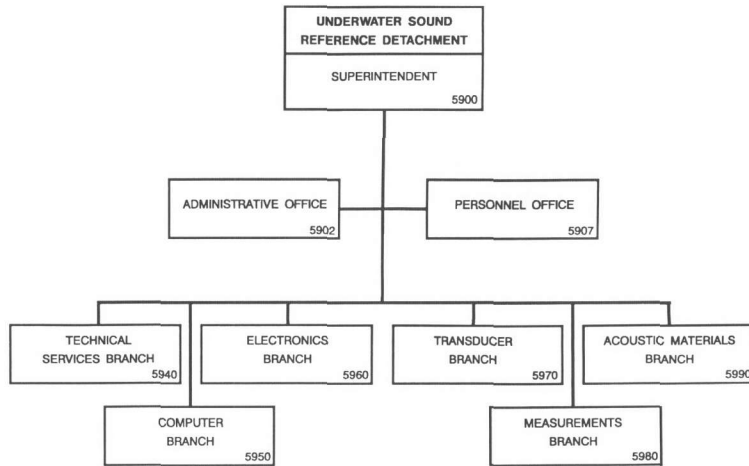 UNDERWATER SOUND
REFERENCE DETACHMENT
SUPERINTENDENT
5900
ADMINISTRATIVE OFFICE
5902
PERSONNEL OFFICE
5907
TECHNICAL
SERVICES BRANCH
5940
ELECTRONICS
BRANCH
5960
TRANSDUCER
BRANCH
5970
ACOUSTIC MATERIALS
BRANCH
5990
COMPUTER
BRANCH
5950
MEASUREMENTS
BRANCH
5980